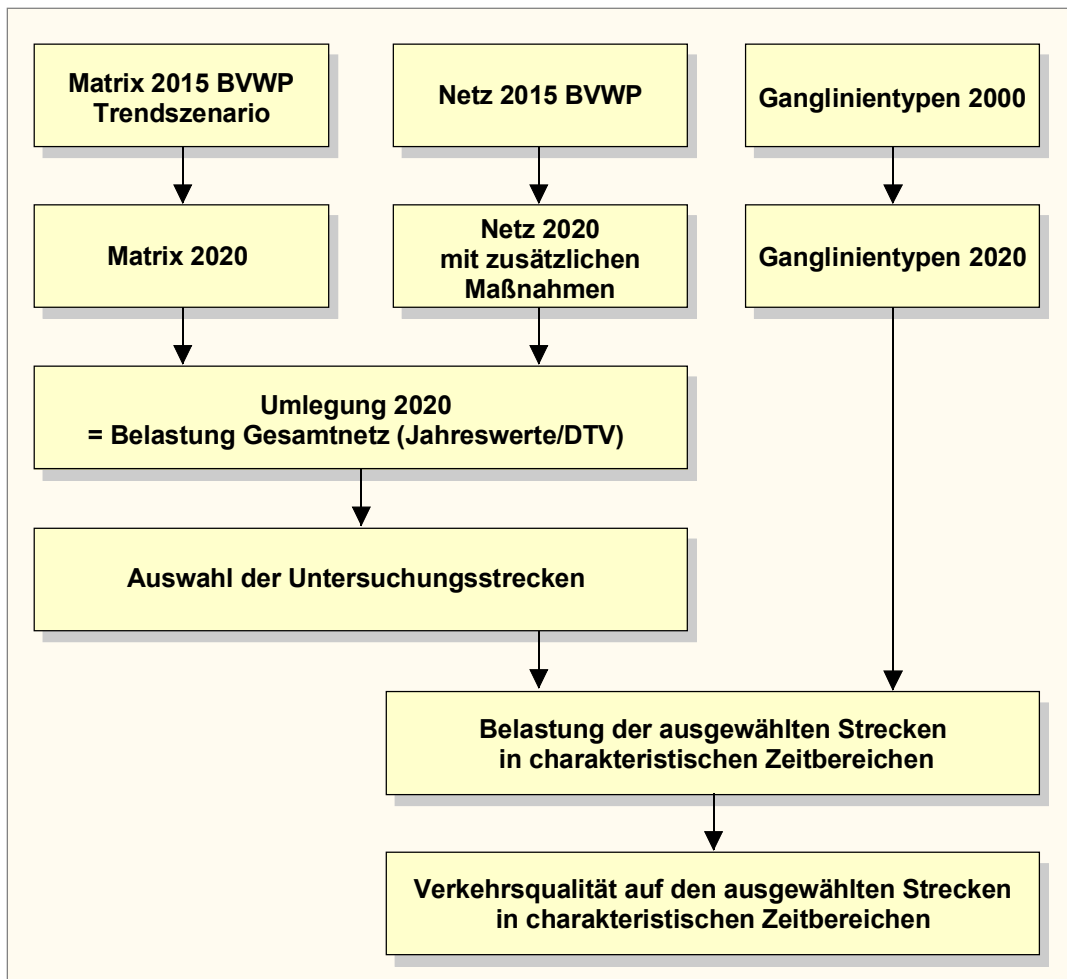 Matrix 2015 BVWP
Trendszenario
Netz 2015 BVWP
Ganglinientypen 2000
Matrix 2020
Netz 2020
mit zusätzlichen
Maßnahmen
Ganglinientypen 2020
Umlegung 2020
= Belastung Gesamtnetz (Jahreswerte/DTV)
Auswahl der Untersuchungsstrecken
Belastung der ausgewählten Strecken
in charakteristischen Zeitbereichen
Verkehrsqualität auf den ausgewählten Strecken
in charakteristischen Zeitbereichen